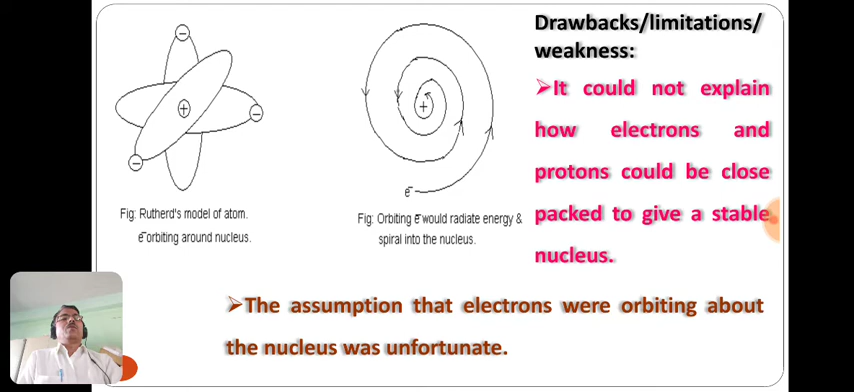 Drawbacks/limitations/
weakness:
➢It could not explain
how electrons and
protons could be close
packed to give a stable
nucleus.
−
+
−
−
+
e⁻
Fig: Rutherd's model of atom.
e⁻orbiting around nucleus.
Fig: Orbiting e⁻would radiate energy &
spiral into the nucleus.
➢The assumption that electrons were orbiting about
the nucleus was unfortunate.